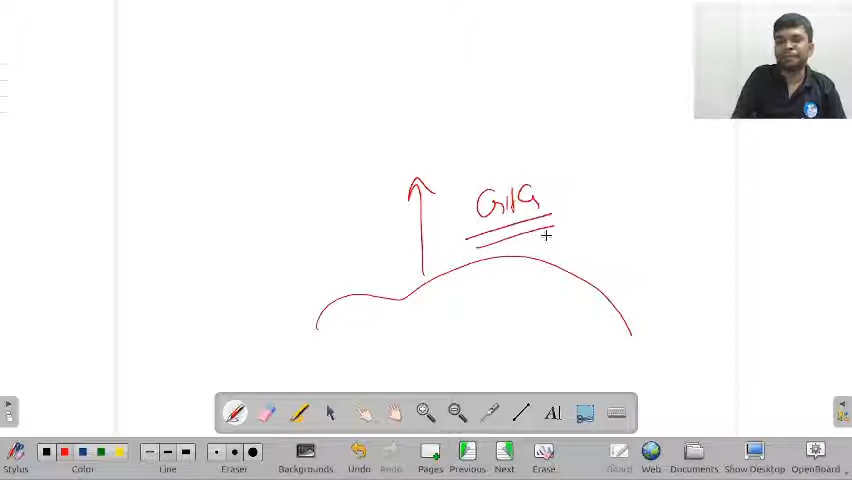 GHG
Stylus
Color
Line
Eraser
Backgrounds
Undo
Redo
Pages
Previous
Next
Erase
Board
Web
Documents
Show Desktop
OpenBoard